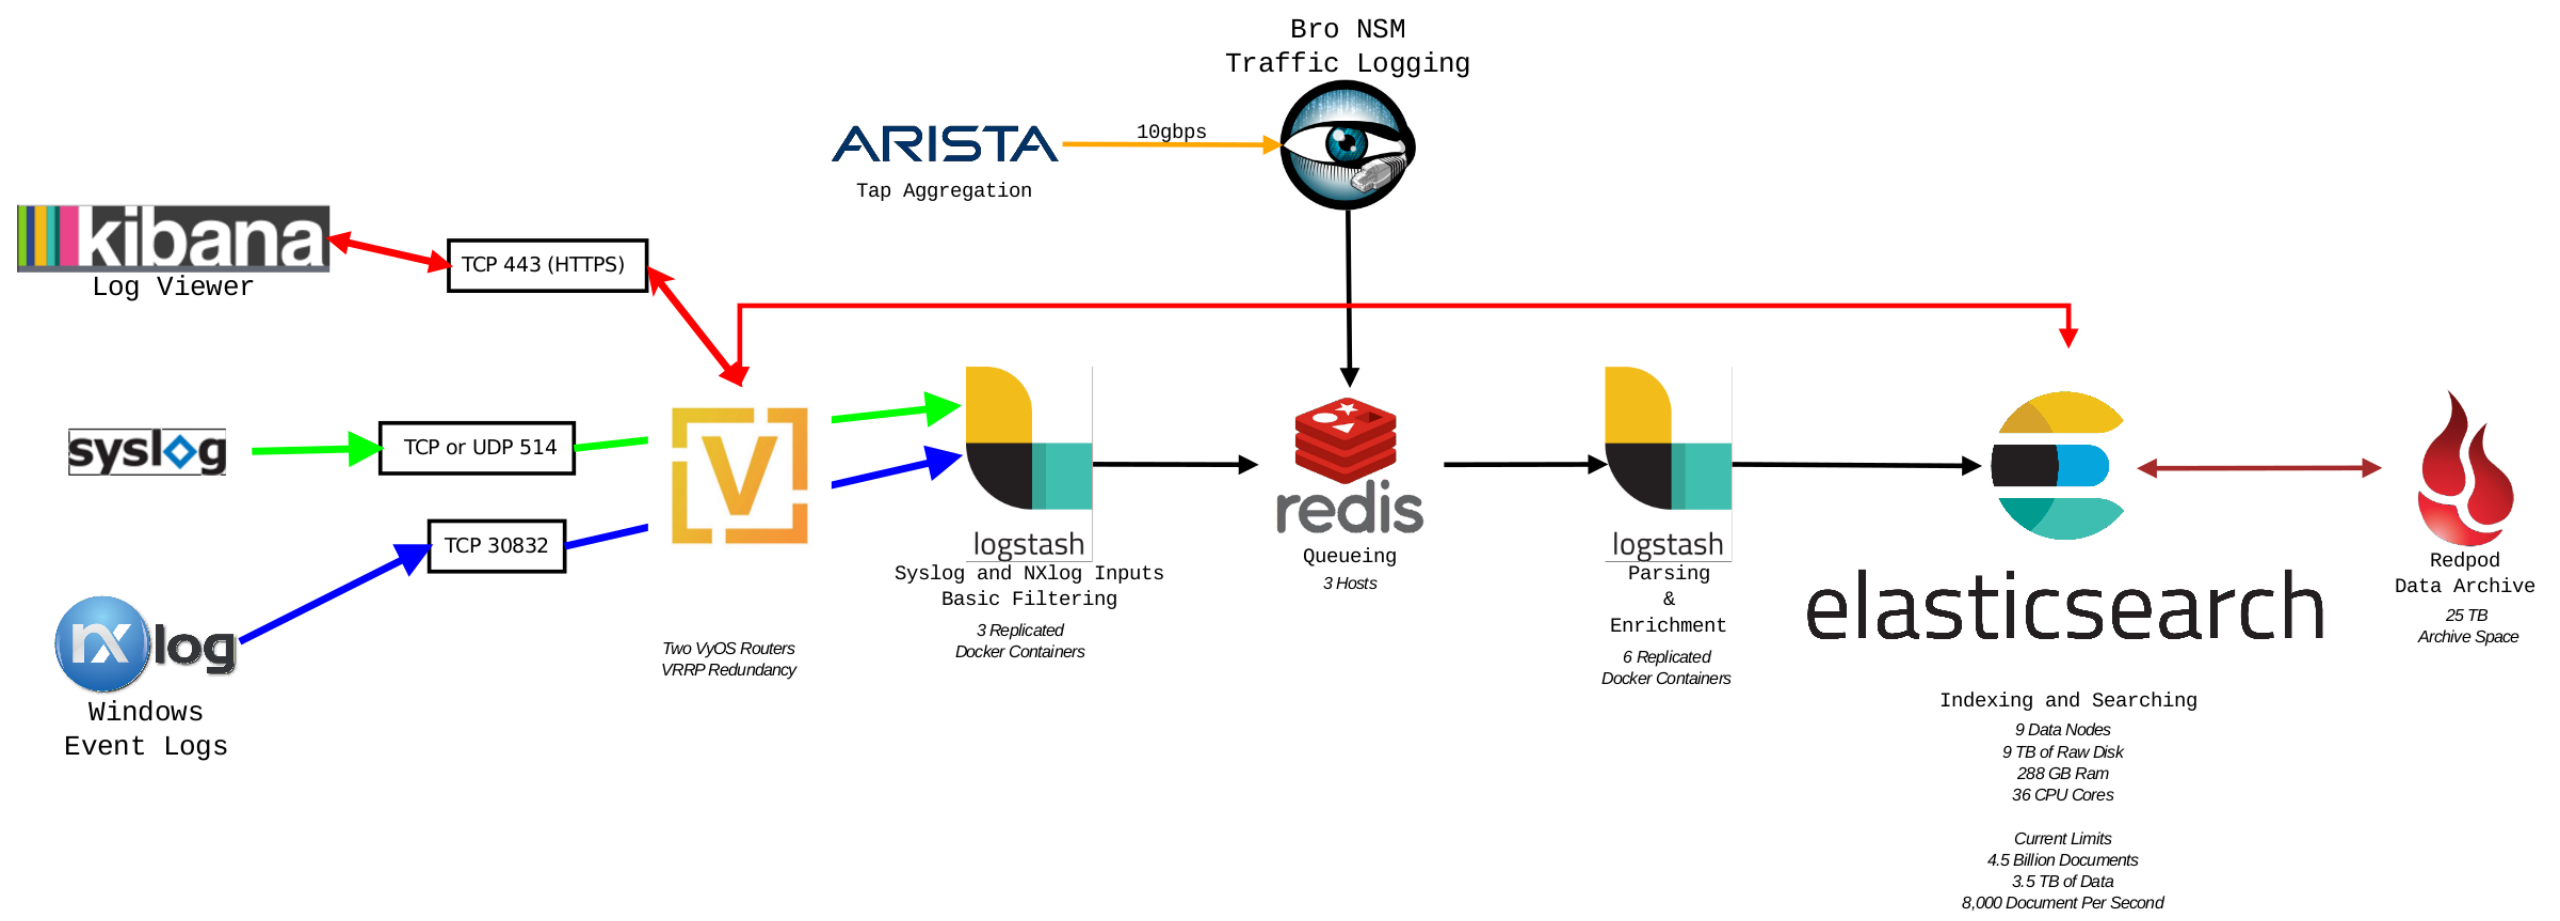 Bro NSM
Traffic Logging
ARISTA
10gbps
Tap Aggregation
kibana
Log Viewer
TCP 443 (HTTPS)
syslog
TCP or UDP 514
TCP 30832
nx log
Windows
Event Logs
V
Two VyOS Routers
VRRP Redundancy
logstash
Syslog and NXlog Inputs
Basic Filtering
3 Replicated
Docker Containers
redis
Queueing
3 Hosts
logstash
Parsing
&
Enrichment
6 Replicated
Docker Containers
elasticsearch
Indexing and Searching
9 Data Nodes
9 TB of Raw Disk
288 GB Ram
36 CPU Cores
Current Limits
4.5 Billion Documents
3.5 TB of Data
8,000 Document Per Second
Redpod
Data Archive
25 TB
Archive Space